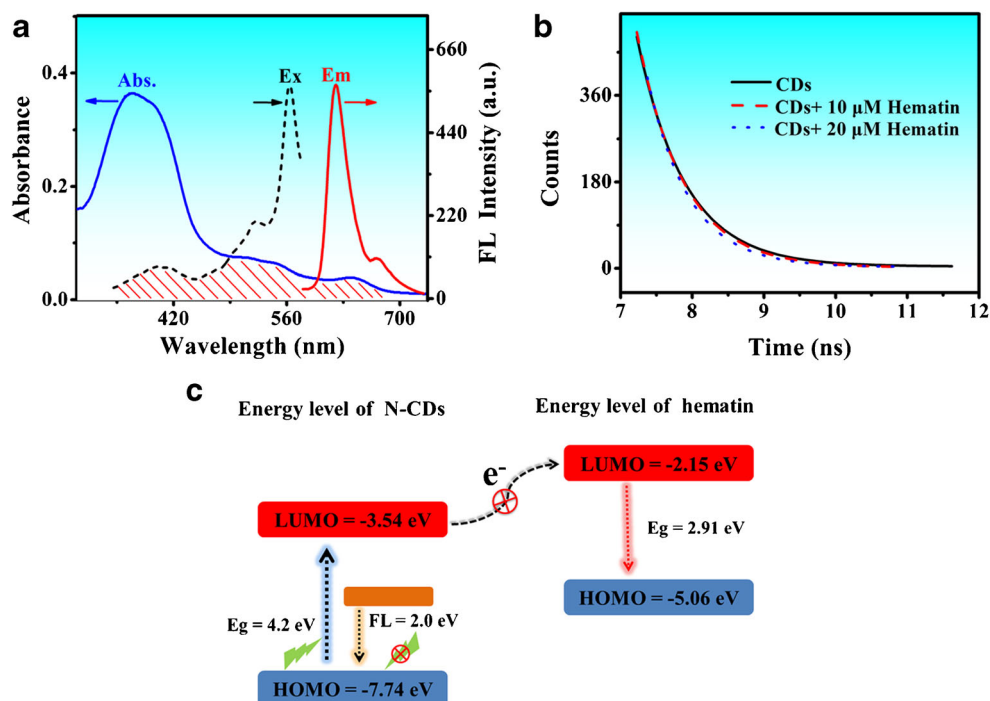 a
Absorbance
0.4
0.2
0.0
Abs.
Ex
Em
660
440
220
0
FL Intensity (a.u.)
420
560
700
Wavelength (nm)
b
Counts
360
180
0
CDs
CDs+ 10 μM Hematin
CDs+ 20 μM Hematin
7
8
9
10
11
12
Time (ns)
c
Energy level of N-CDs
Energy level of hematin
LUMO = -2.15 eV
e-
LUMO = -3.54 eV
Eg = 2.91 eV
HOMO = -5.06 eV
Eg = 4.2 eV
FL = 2.0 eV
HOMO = -7.74 eV